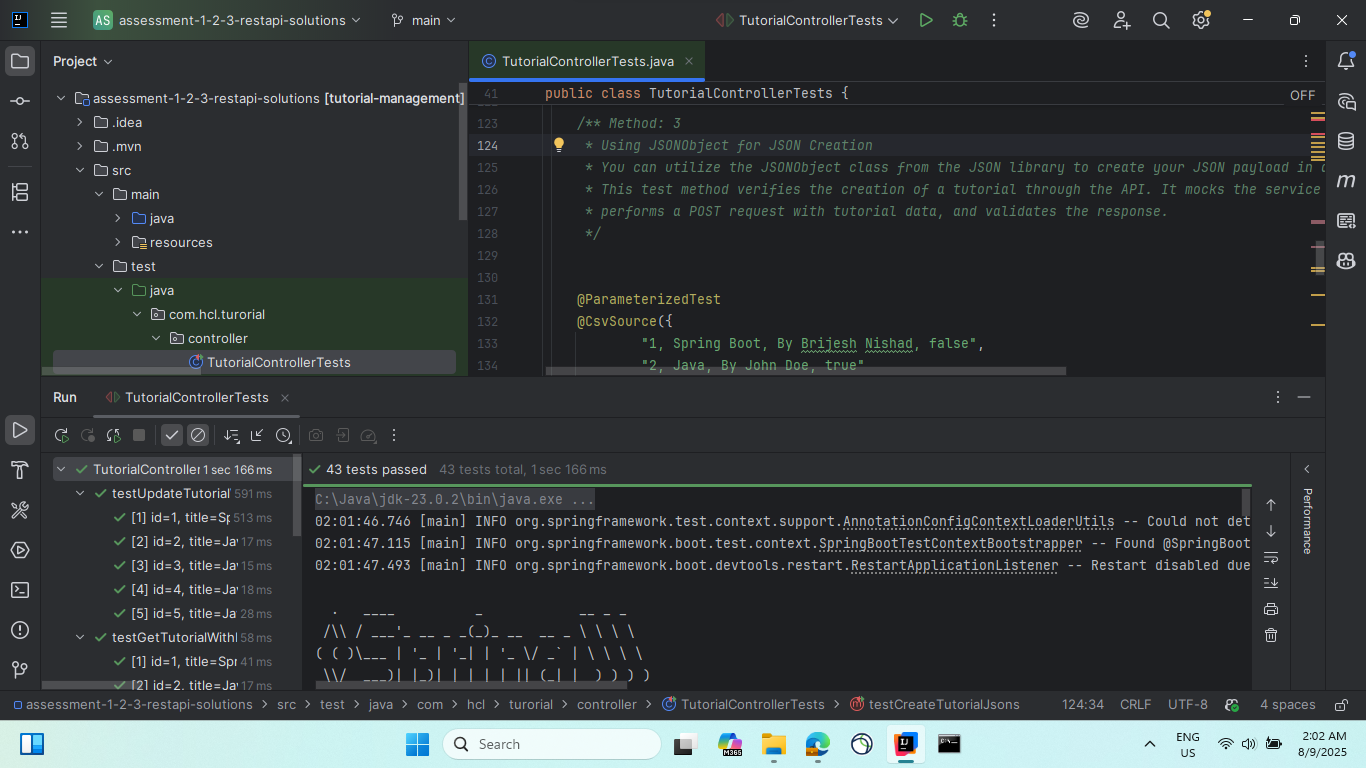 AS assessment-1-2-3-restapi-solutions main TutorialControllerTests
Project
assessment-1-2-3-restapi-solutions [tutorial-management]
.idea
.mvn
src
main
java
resources
test
java
com.hcl.turorial
controller
TutorialControllerTests
TutorialControllerTests.java
41 public class TutorialControllerTests {
OFF
123 /** Method: 3
124 * Using JSONObject for JSON Creation
125 * You can utilize the JSONObject class from the JSON library to create your JSON payload in
126 * This test method verifies the creation of a tutorial through the API. It mocks the service
127 * performs a POST request with tutorial data, and validates the response.
128 */
129
130
131 @ParameterizedTest
132 @CsvSource({
133 "1, Spring Boot, By Brijesh Nishad, false",
134 "2, Java, By John Doe, true"
Run TutorialControllerTests
TutorialController 1 sec 166 ms
testUpdateTutorial 591 ms
[1] id=1, title=Sp 513 ms
[2] id=2, title=Ja 17 ms
[3] id=3, title=Ja 15 ms
[4] id=4, title=Ja 18 ms
[5] id=5, title=Ja 28 ms
testGetTutorialWithI 58 ms
[1] id=1, title=Spr 41 ms
[2] id=2, title=Jav 17 ms
43 tests passed 43 tests total, 1 sec 166 ms
C:\Java\jdk-23.0.2\bin\java.exe ...
02:01:46.746 [main] INFO org.springframework.test.context.support.AnnotationConfigContextLoaderUtils -- Could not det
02:01:47.115 [main] INFO org.springframework.boot.test.context.SpringBootTestContextBootstrapper -- Found @SpringBoot
02:01:47.493 [main] INFO org.springframework.boot.devtools.restart.RestartApplicationListener -- Restart disabled due
Performance
assessment-1-2-3-restapi-solutions > src > test > java > com > hcl > turorial > controller > TutorialControllerTests > testCreateTutorialJsons
124:34 CRLF UTF-8 4 spaces
Search
M365
ENG
US
2:02 AM
8/9/2025